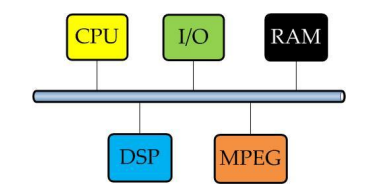 CPU
I/O
RAM
DSP
MPEG